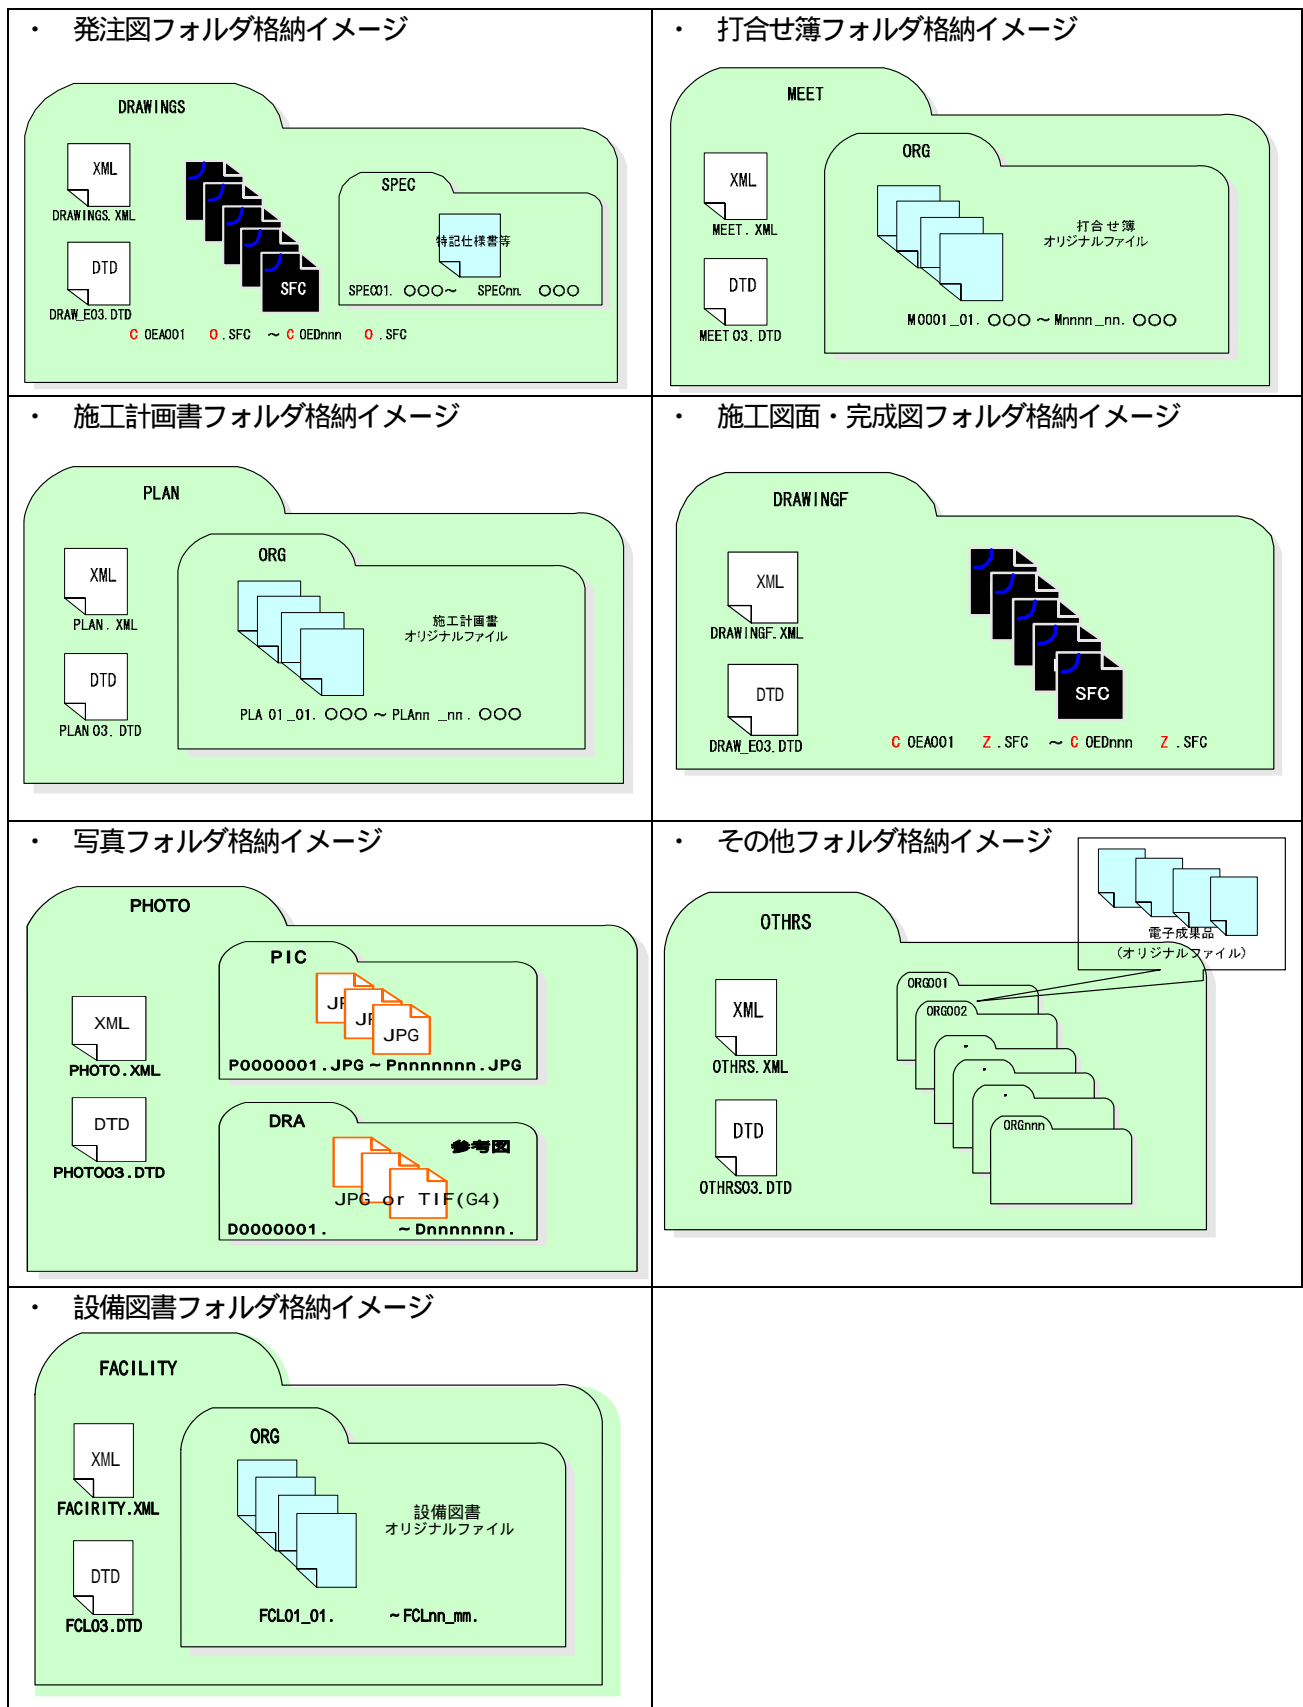 ・　発注図フォルダ格納イメージ
DRAWINGS
XML
DRAWINGS.XML
DTD
DRAW_E03.DTD
SFC
SPEC
特記仕様書等
SPEC01. 〇〇〇～ SPECnn. 〇〇〇
C 0EA001 O .SFC ～ C 0EDnnn O .SFC
・　打合せ簿フォルダ格納イメージ
MEET
XML
MEET.XML
DTD
MEET03.DTD
ORG
打合せ簿
オリジナルファイル
M0001_01. 〇〇〇 ～ Mnnnn_nn. 〇〇〇
・　施工計画書フォルダ格納イメージ
PLAN
XML
PLAN.XML
DTD
PLAN03.DTD
ORG
施工計画書
オリジナルファイル
PLA 01_01. 〇〇〇 ～ PLAnn _nn. 〇〇〇
・　施工図面・完成図フォルダ格納イメージ
DRAWINGF
XML
DRAWINGF.XML
DTD
DRAW_E03.DTD
SFC
C 0EA001 Z .SFC ～ C 0EDnnn Z .SFC
・　写真フォルダ格納イメージ
PHOTO
XML
PHOTO.XML
DTD
PHOTO03.DTD
PIC
JP
JP
JPG
P0000001.JPG ～ Pnnnnnnn.JPG
DRA
参考図
JPG or TIF(G4)
D0000001. ～ Dnnnnnnn.
・　その他フォルダ格納イメージ
電子成果品
(オリジナルファイル)
OTHRS
XML
OTHRS.XML
DTD
OTHRS03.DTD
ORG001
ORG002
・
・
・
ORGnnn
・　設備図書フォルダ格納イメージ
FACILITY
XML
FACIRITY.XML
DTD
FCL03.DTD
ORG
設備図書
オリジナルファイル
FCL01_01. ～FCLnn_mm.